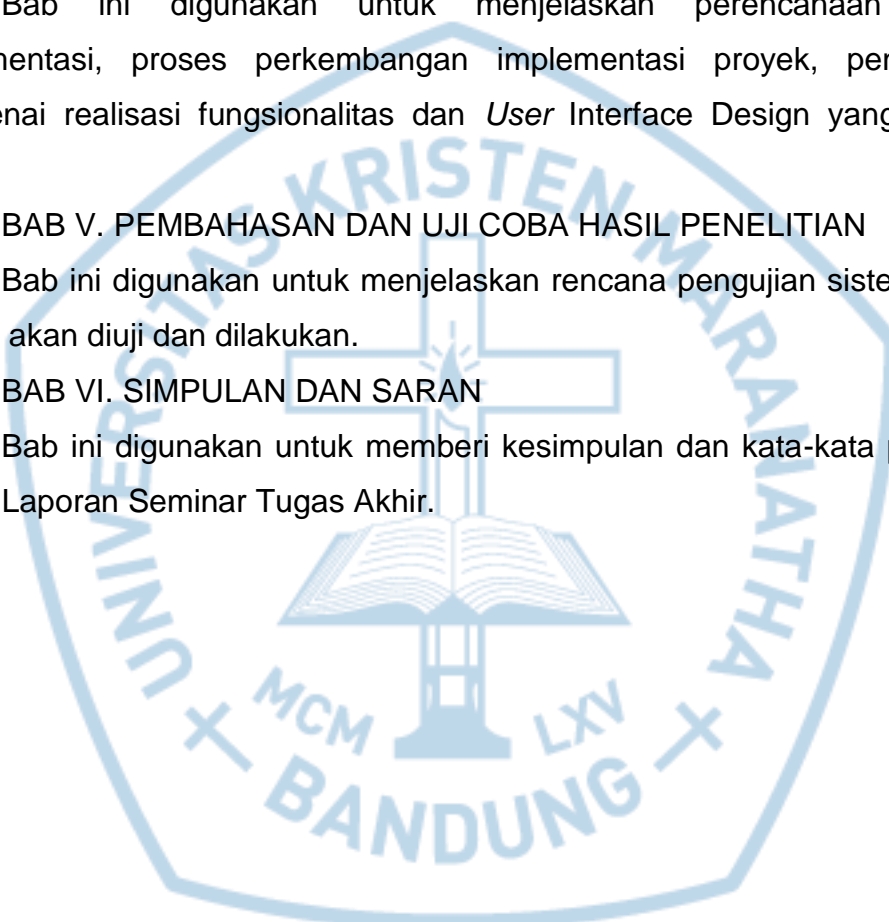 Bab ini digunakan untuk menjelaskan perencanaan
mentasi, proses perkembangan implementasi proyek, per
enai realisasi fungsionalitas dan User Interface Design yang
BAB V. PEMBAHASAN DAN UJI COBA HASIL PENELITIAN
Bab ini digunakan untuk menjelaskan rencana pengujian siste
akan diuji dan dilakukan.
BAB VI. SIMPULAN DAN SARAN
Bab ini digunakan untuk memberi kesimpulan dan kata-kata p
Laporan Seminar Tugas Akhir.
UNIVERSITAS KRISTEN MARANATHA
MCM LXV
+ BANDUNG +